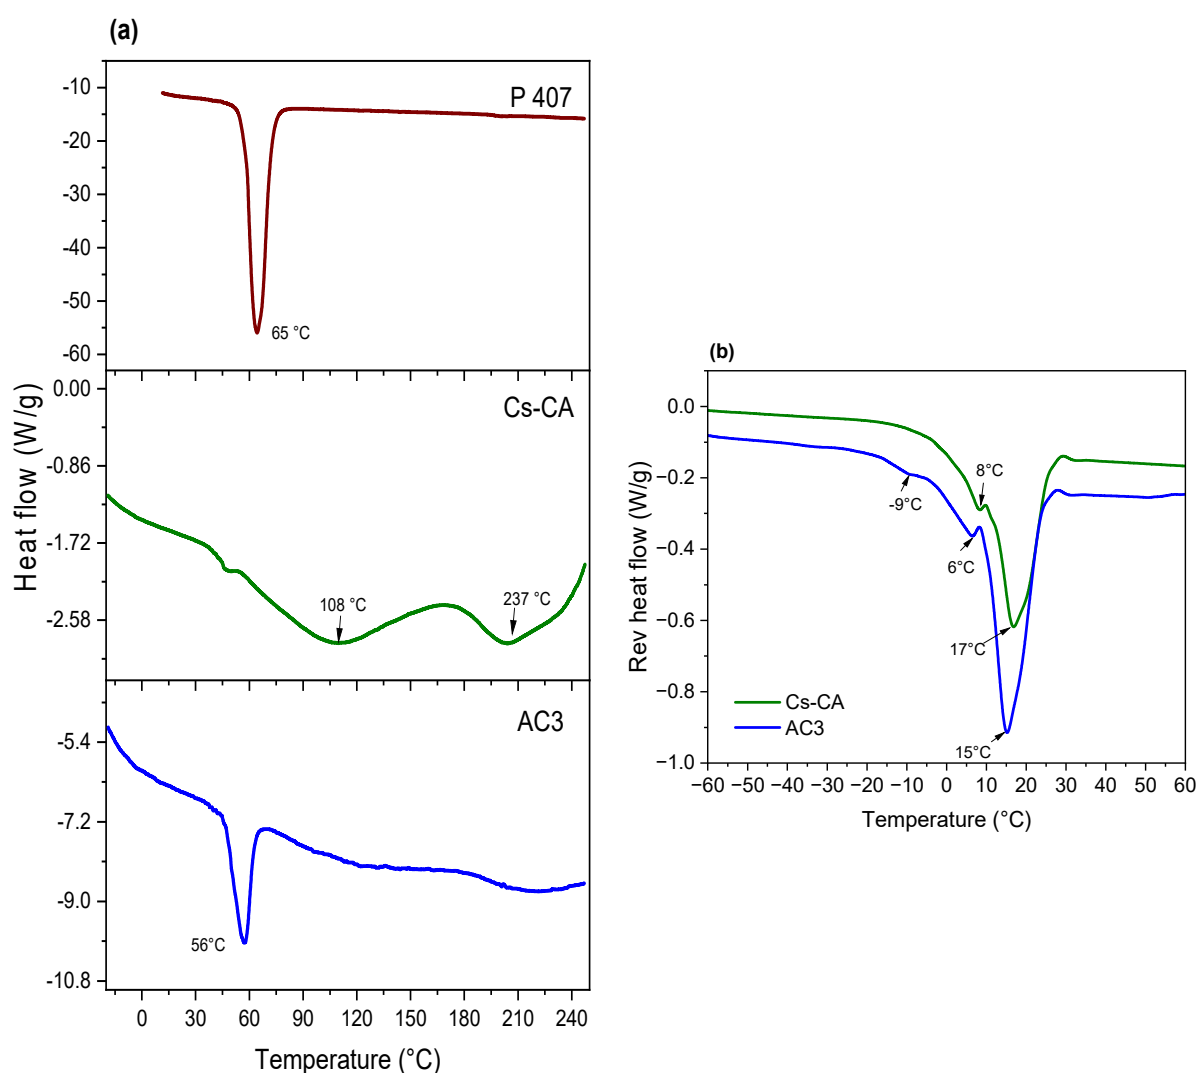 (a)
P 407
-10
-20
-30
-40
-50
-60
65 °C
Cs-CA
0.00
-0.86
-1.72
-2.58
108 °C
237 °C
AC3
-5.4
-7.2
-9.0
-10.8
56°C
0 30 60 90 120 150 180 210 240
Temperature (°C)
Heat flow (W/g)
(b)
0.0
−0.2
−0.4
−0.6
−0.8
−1.0
8°C
-9°C
6°C
17°C
15°C
Cs-CA
AC3
−60 −50 −40 −30 −20 −10 0 10 20 30 40 50 60
Temperature (°C)
Rev heat flow (W/g)